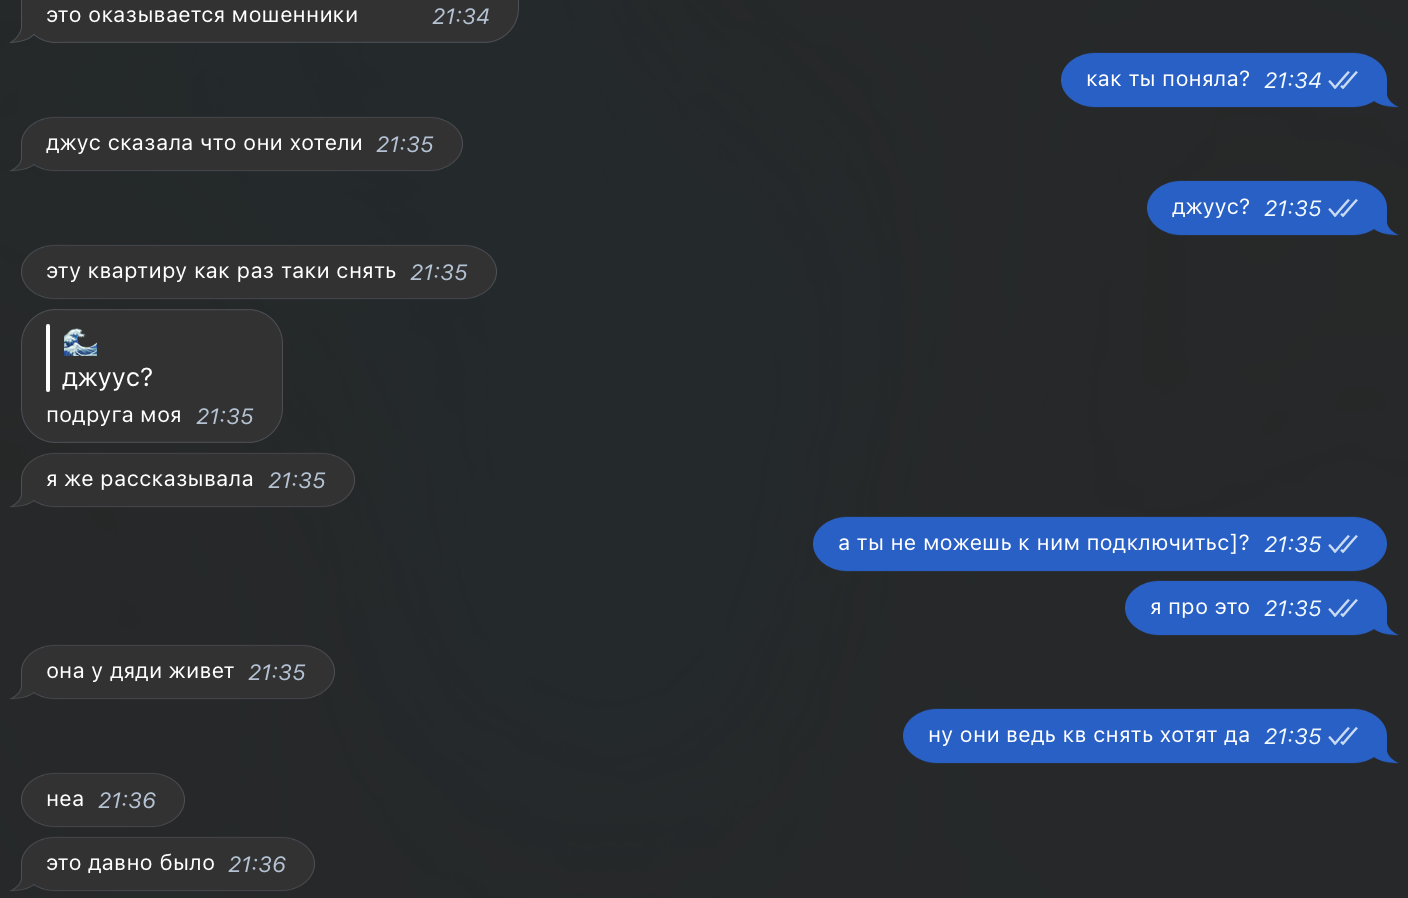 это оказывается мошенники 21:34
как ты поняла? 21:34
джус сказала что они хотели 21:35
джуус? 21:35
эту квартиру как раз таки снять 21:35
🌊
джуус?
подруга моя 21:35
я же рассказывала 21:35
а ты не можешь к ним подключитьс]? 21:35
я про это 21:35
она у дяди живет 21:35
ну они ведь кв снять хотят да 21:35
неа 21:36
это давно было 21:36